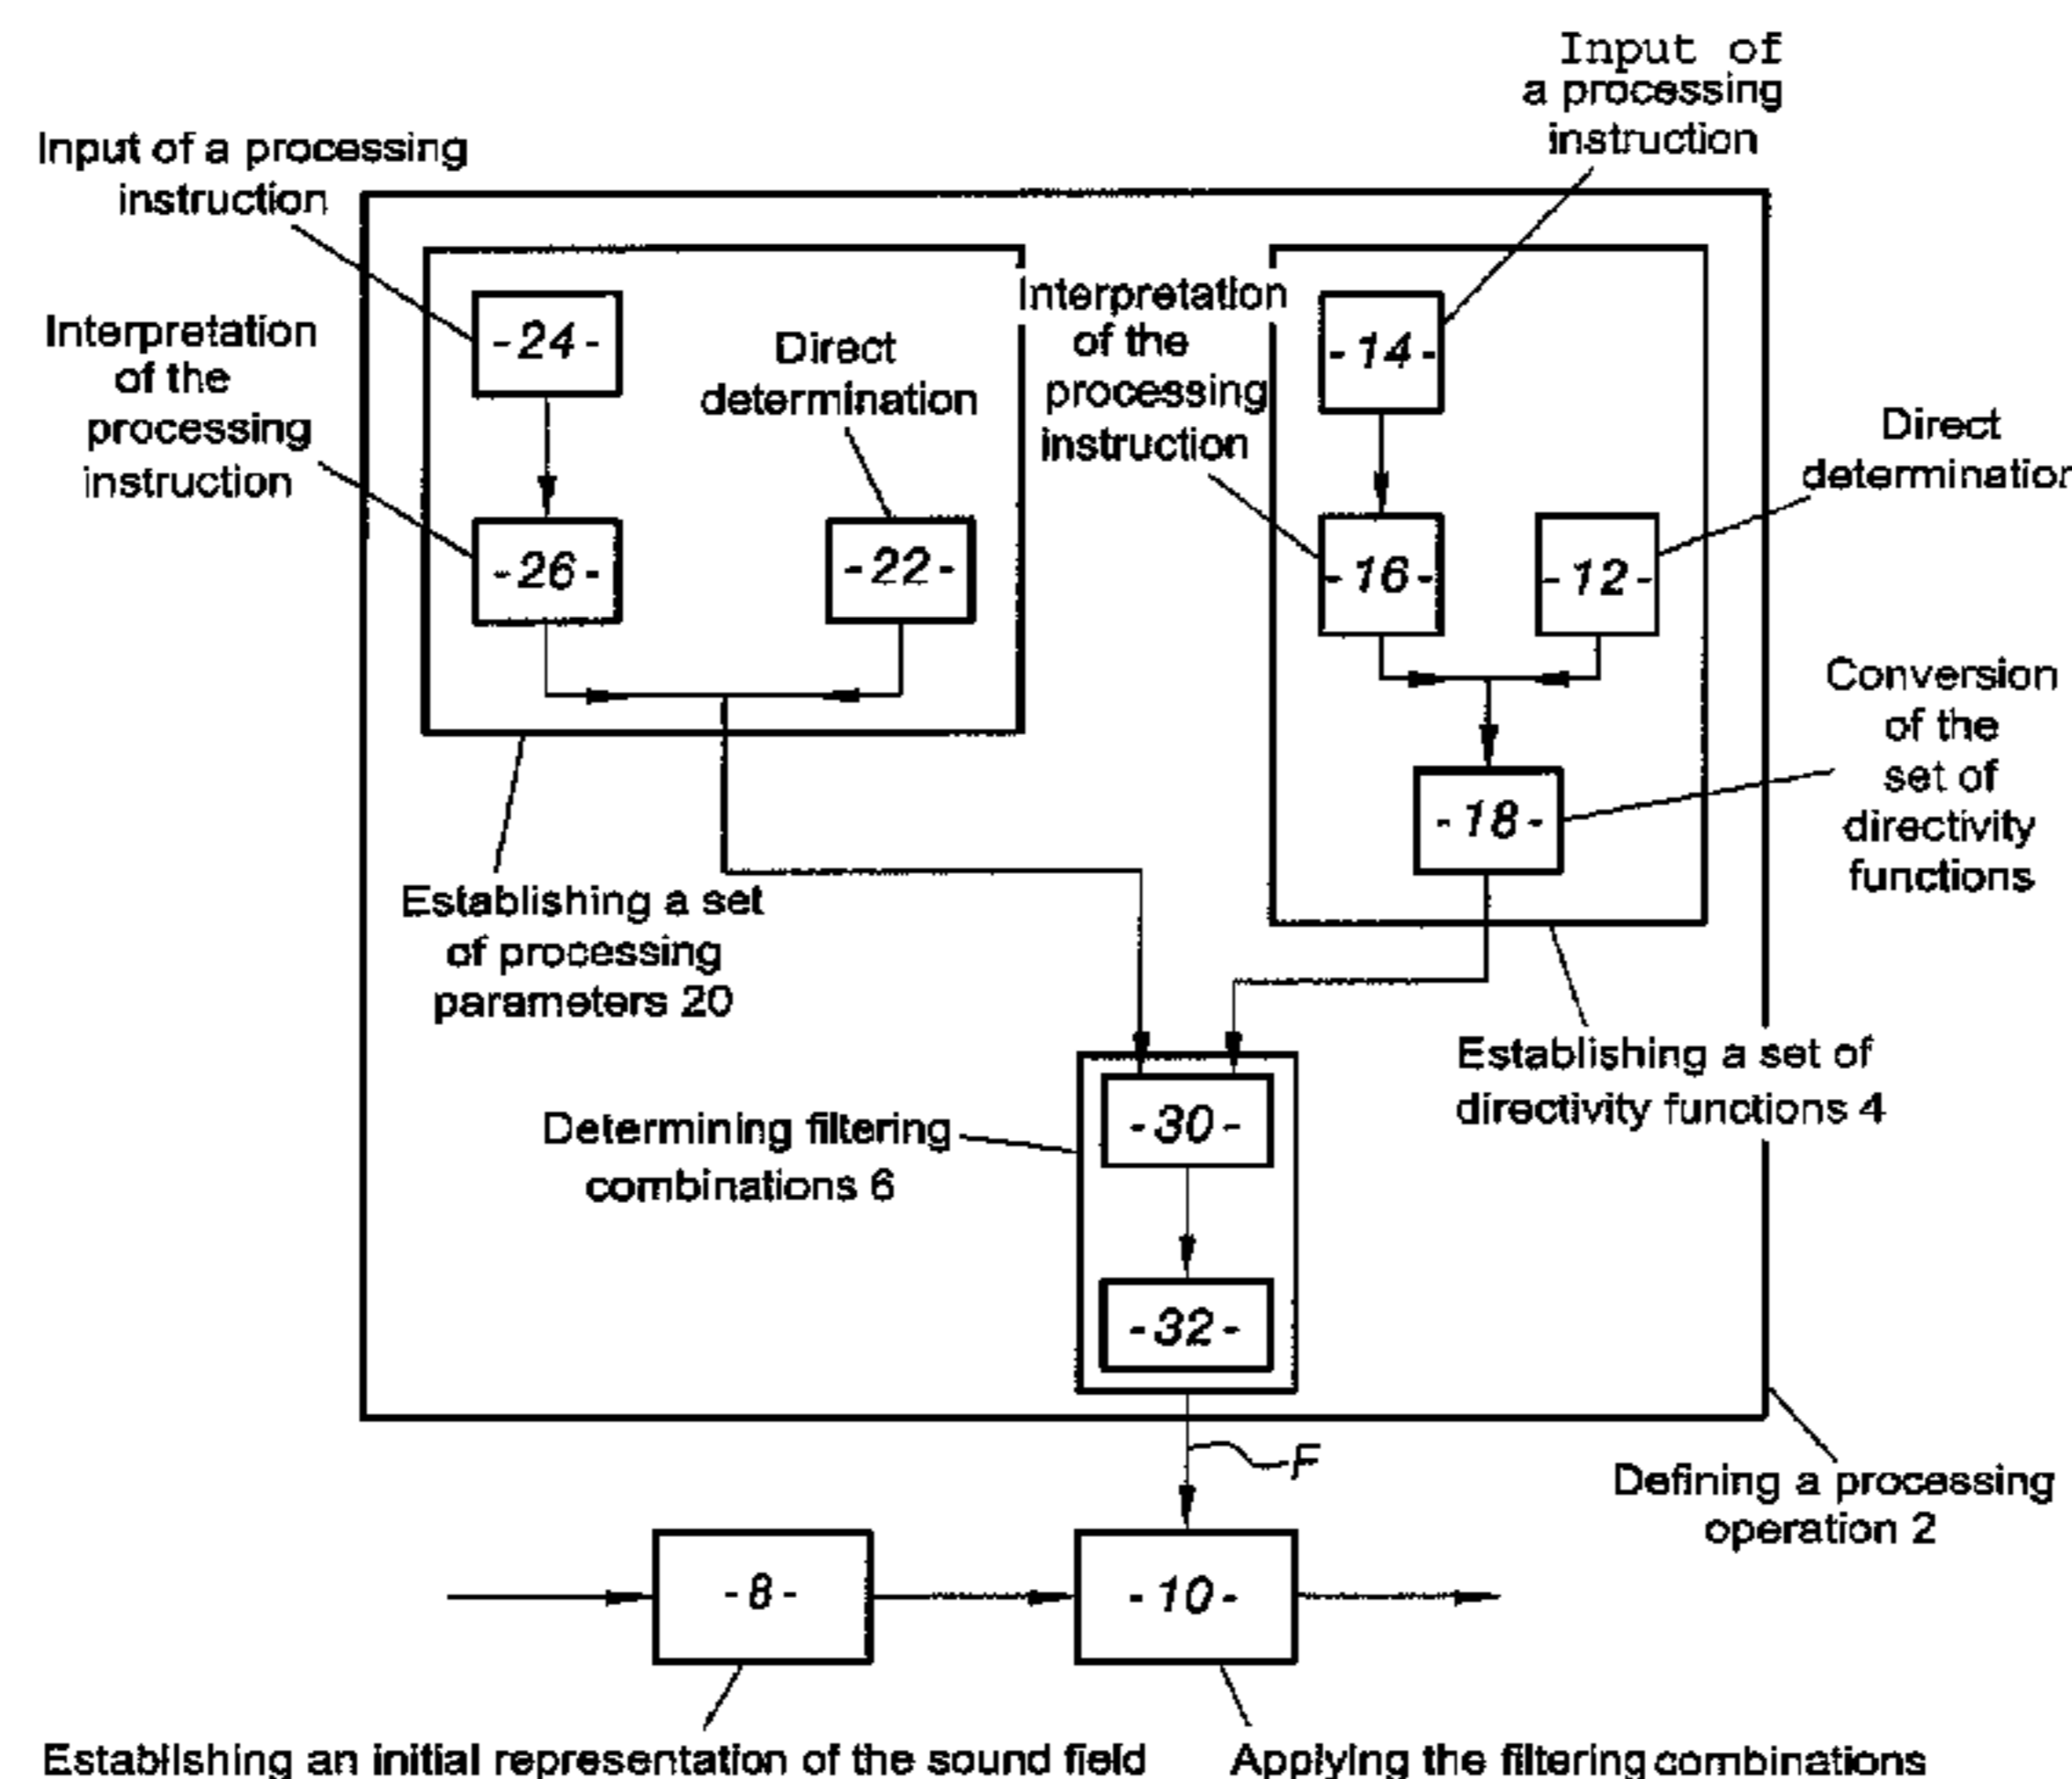 Input of
a processing
instruction
Input of a processing
instruction
Interpretation
of the
processing
instruction
-24-
Direct
determination
-26-
-22-
Interpretation
of the
processing
instruction
-14-
Direct
determination
-16-
-12-
Conversion
of the
set of
directivity
functions
-18-
Establishing a set
of processing
parameters 20
Establishing a set of
directivity functions 4
Determining filtering
combinations 6
-30-
-32-
F
Defining a processing
operation 2
-8-
-10-
Establishing an initial representation of the sound field
Applying the filtering combinations